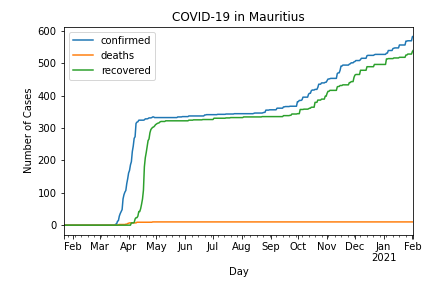 COVID-19 in Mauritius
confirmed
deaths
recovered
Number of Cases
600
500
400
300
200
100
0
Feb Mar Apr May Jun Jul Aug Sep Oct Nov Dec Jan Feb
2021
Day